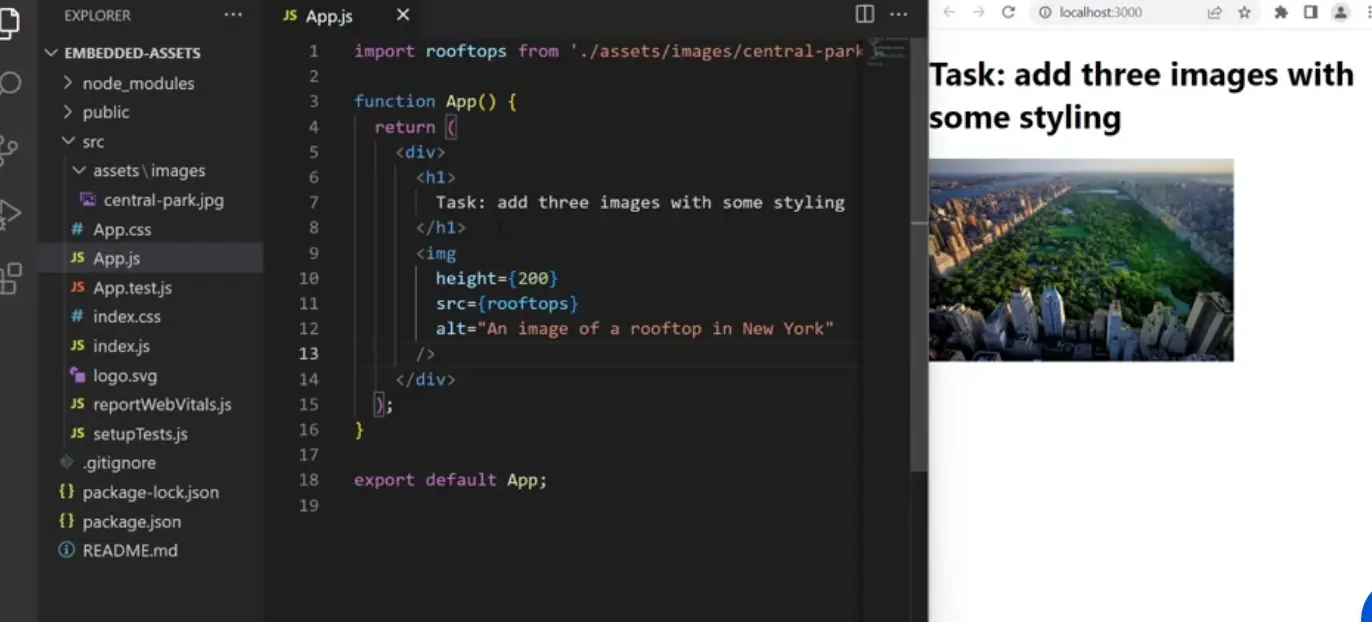 EXPLORER
EMBEDDED-ASSETS
node_modules
public
src
assets\images
central-park.jpg
# App.css
JS App.js
JS App.test.js
# index.css
JS index.js
logo.svg
JS reportWebVitals.js
JS setupTests.js
.gitignore
{} package-lock.json
{} package.json
README.md
JS App.js
1 import rooftops from './assets/images/central-park
2
3 function App() {
4 return (
5 <div>
6 <h1>
7 Task: add three images with some styling
8 </h1>
9 <img
10 height={200}
11 src={rooftops}
12 alt="An image of a rooftop in New York"
13 />
14 </div>
15 );
16 }
17
18 export default App;
19
localhost:3000
Task: add three images with
some styling